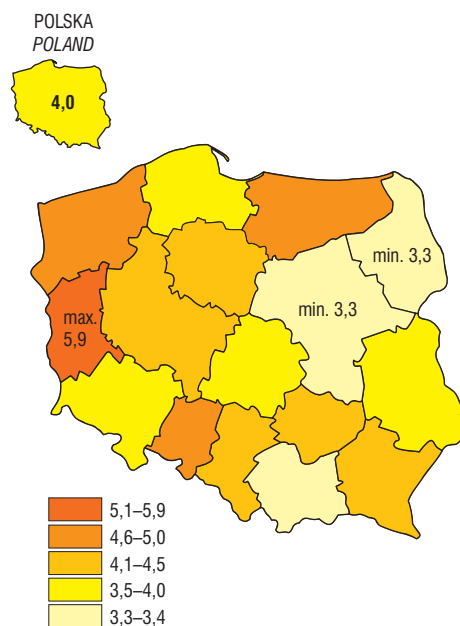 POLSKA
POLAND
4,0
min. 3,3
min. 3,3
max.
5,9
5,1–5,9
4,6–5,0
4,1–4,5
3,5–4,0
3,3–3,4